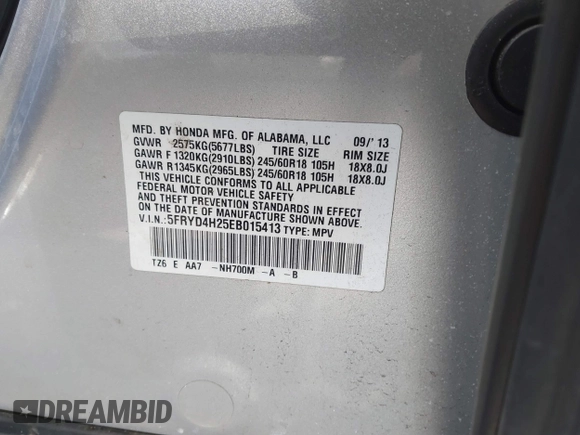 MFD. BY HONDA MFG. OF ALABAMA, LLC 09/'13
GVWR 2575KG(5677LBS) TIRE SIZE RIM SIZE
GAWR F 1320KG(2910LBS) 245/60R18 105H 18X8.0J
GAWR R 1345KG(2965LBS) 245/60R18 105H 18X8.0J
THIS VEHICLE CONFORMS TO ALL APPLICABLE
FEDERAL MOTOR VEHICLE SAFETY, BUMPER,
AND THEFT PREVENTION STANDARDS IN EFFECT
ON THE DATE OF MANUFACTURE SHOWN ABOVE.
V.I.N.: 5FRYD4H25EB015413 TYPE: MPV
TZ6 E AA7 -NH700M -A -B
DREAMBID